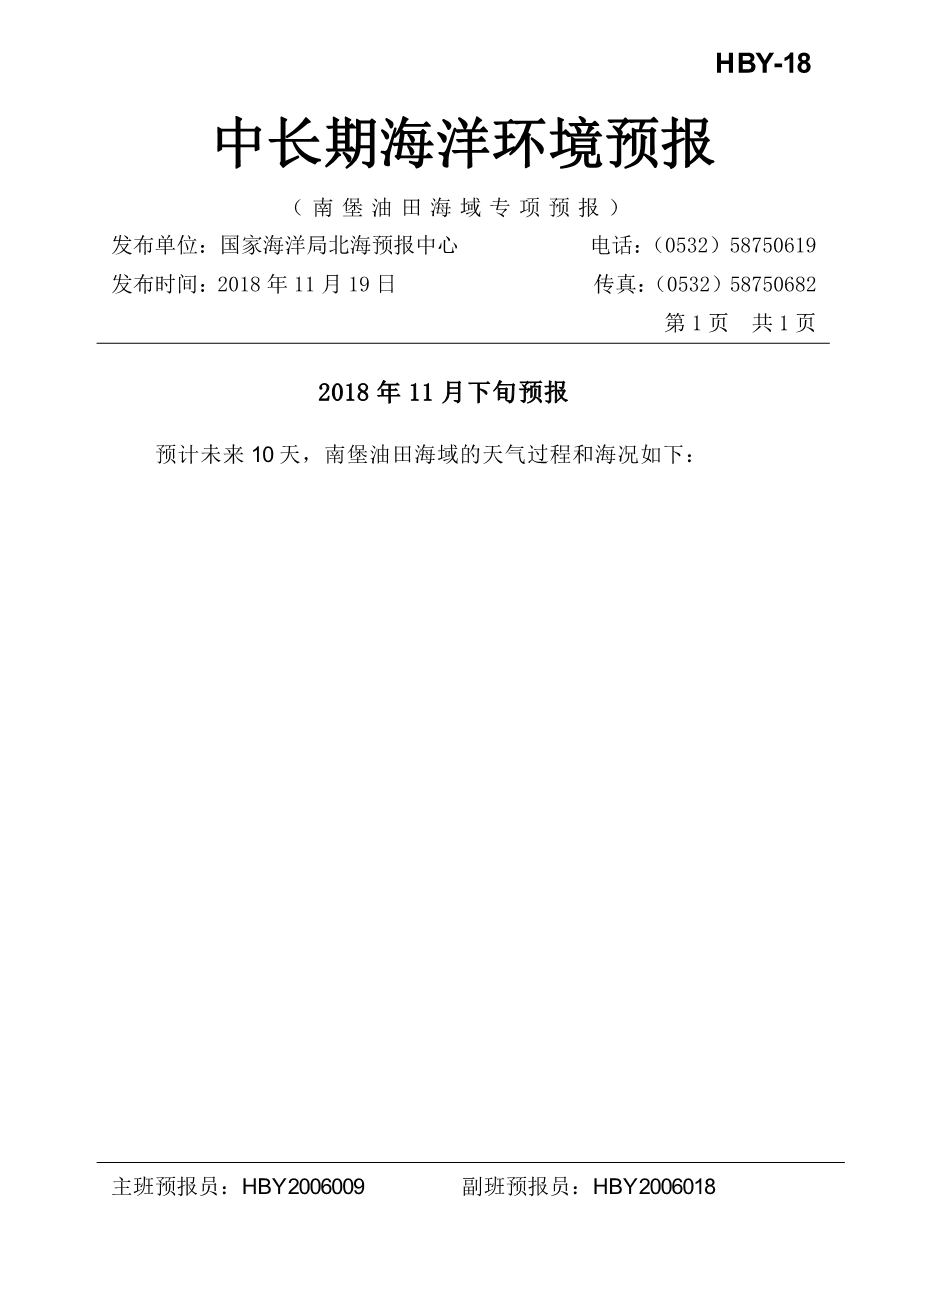 HBY-18
中长期海洋环境预报
（南堡油田海域专项预报）
发布单位：国家海洋局北海预报中心 电话：（0532）58750619
发布时间：2018 年 11 月 19 日 传真：（0532）58750682
第 1 页 共 1 页
2018 年 11 月下旬预报
预计未来 10 天，南堡油田海域的天气过程和海况如下：
主班预报员：HBY2006009 副班预报员：HBY2006018